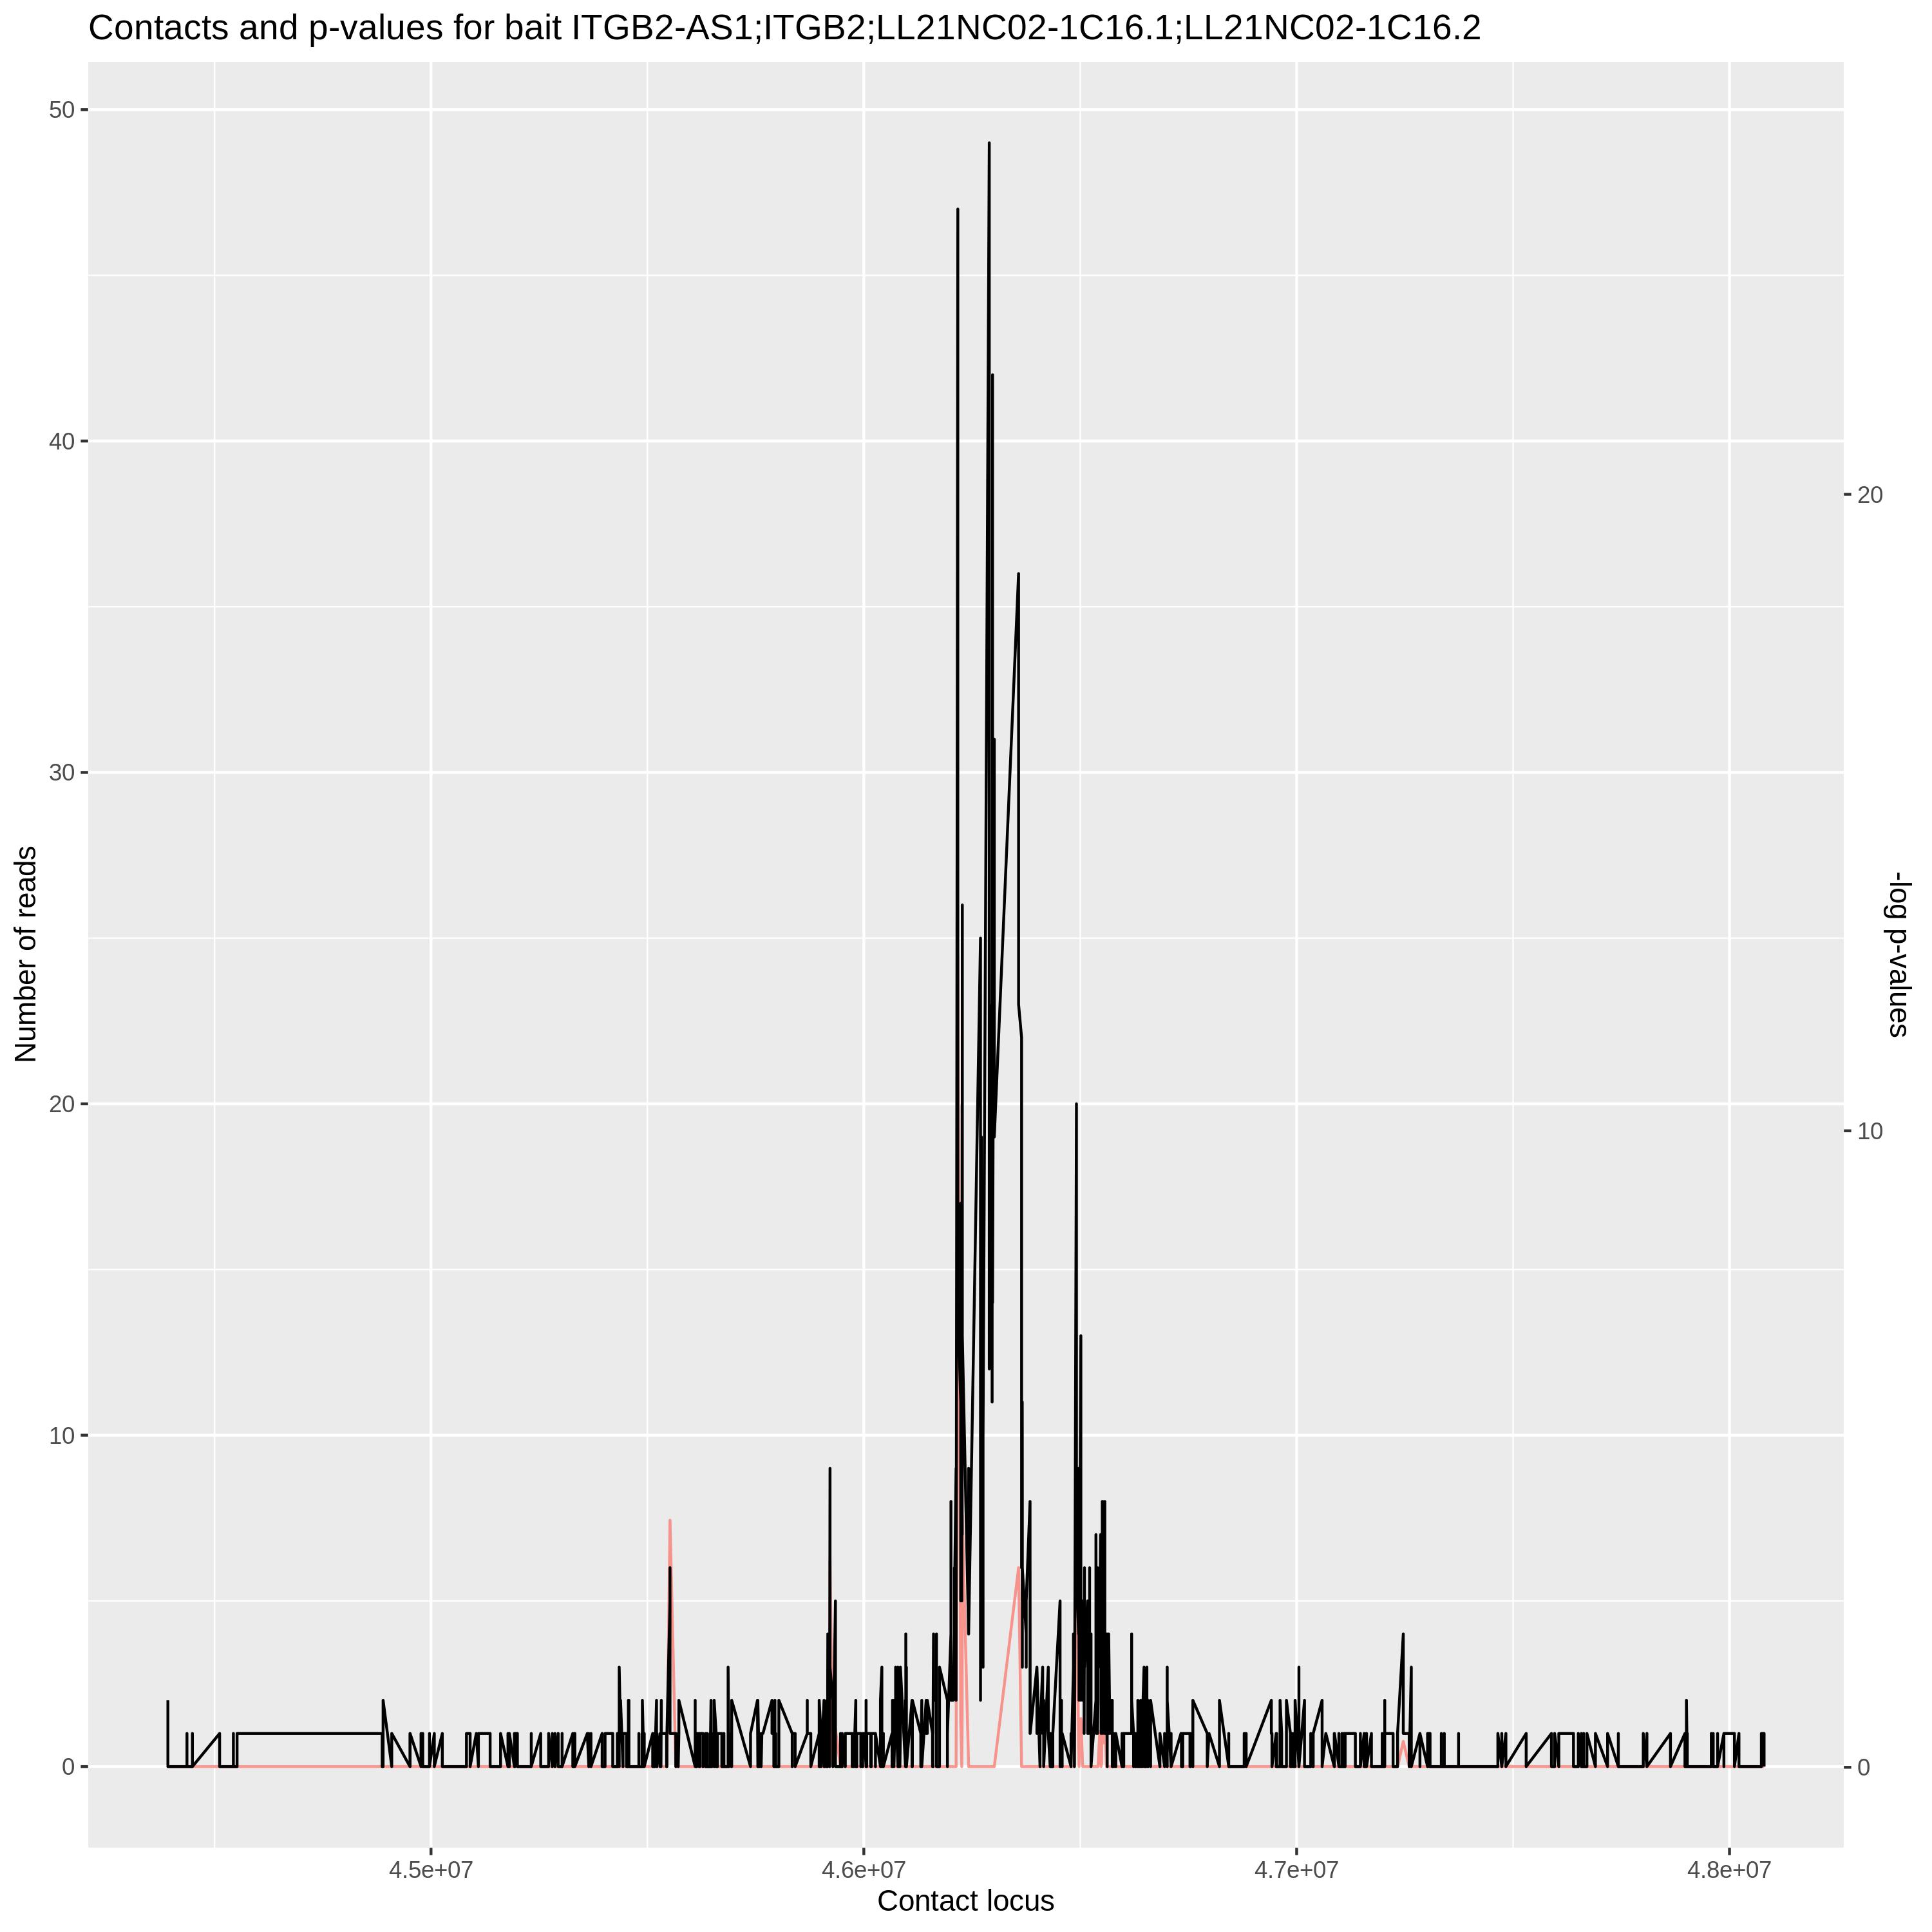 Contacts and p-values for bait ITGB2-AS1;ITGB2;LL21NC02-1C16.1;LL21NC02-1C16.2
50
40
30
20
10
0
Number of reads
20
10
0
-log p-values
4.5e+07
4.6e+07
4.7e+07
4.8e+07
Contact locus